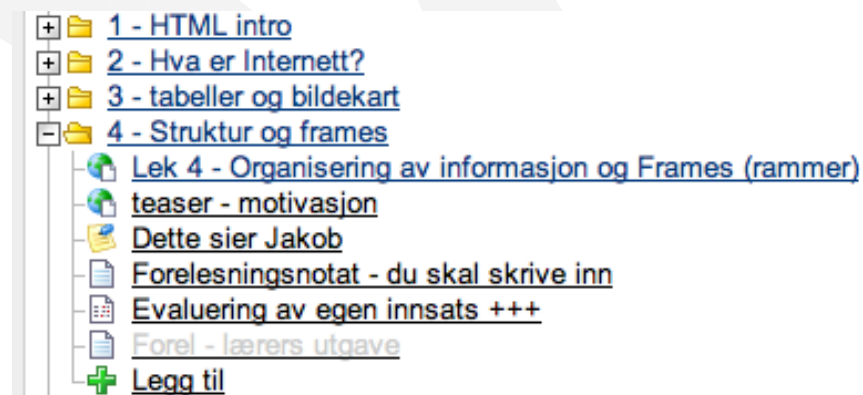 1 - HTML intro
2 - Hva er Internett?
3 - tabeller og bildekart
4 - Struktur og frames
Lek 4 - Organisering av informasjon og Frames (rammer)
teaser - motivasjon
Dette sier Jakob
Forelesningsnotat - du skal skrive inn
Evaluering av egen innsats +++
Forel - lærers utgave
Legg til